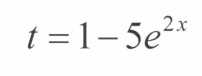 t = 1 − 5e^{2x}